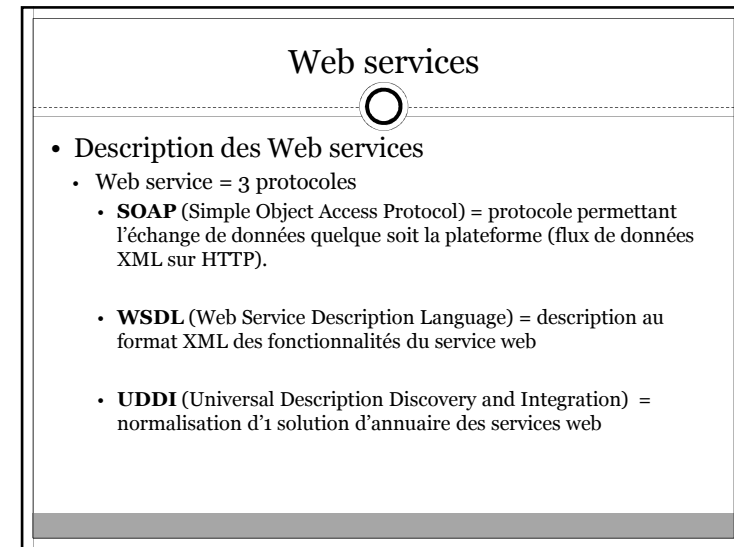 Web services
• Description des Web services
• Web service = 3 protocoles
• SOAP (Simple Object Access Protocol) = protocole permettant
l'échange de données quelque soit la plateforme (flux de données
XML sur HTTP).
• WSDL (Web Service Description Language) = description au
format XML des fonctionnalités du service web
• UDDI (Universal Description Discovery and Integration) =
normalisation d'1 solution d'annuaire des services web